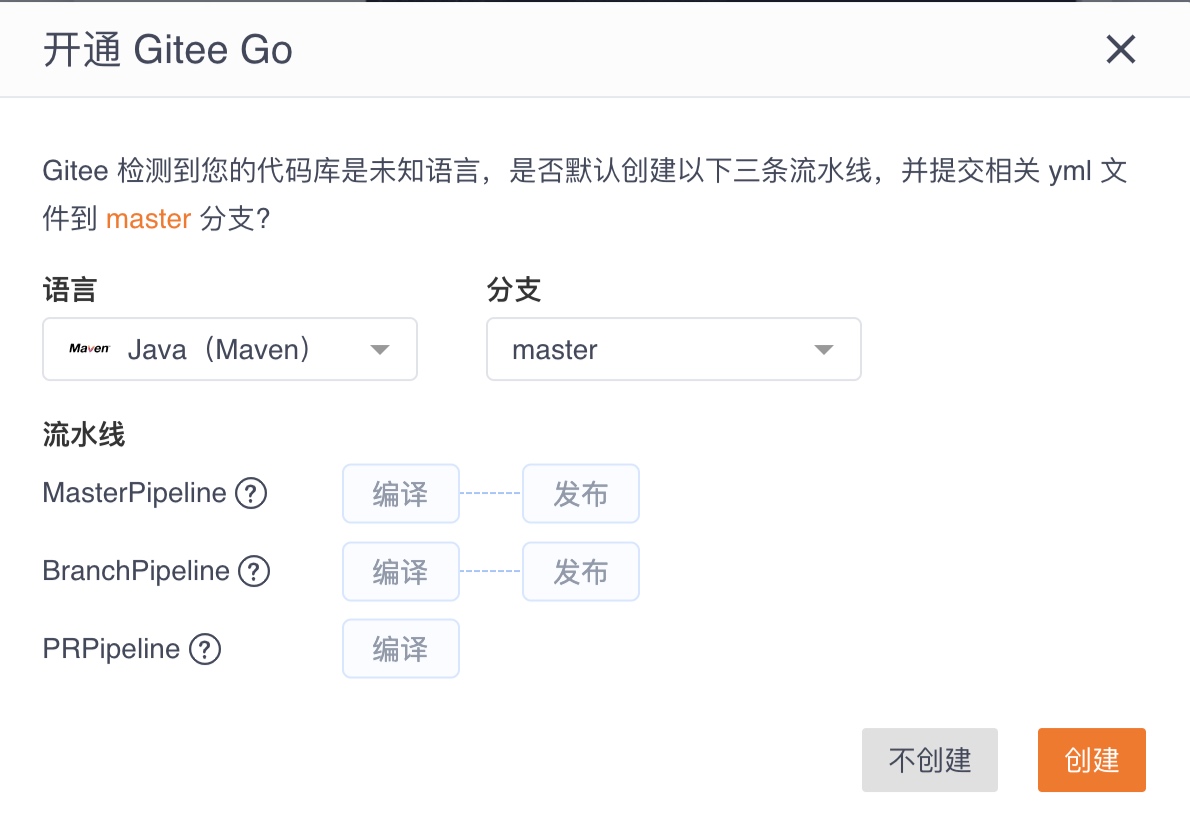 开通 Gitee Go
Gitee 检测到您的代码库是未知语言，是否默认创建以下三条流水线，并提交相关 yml 文
件到 master 分支？
语言 分支
Maven Java（Maven） master
流水线
MasterPipeline ? 编译 发布
BranchPipeline ? 编译 发布
PRPipeline ? 编译
不创建 创建